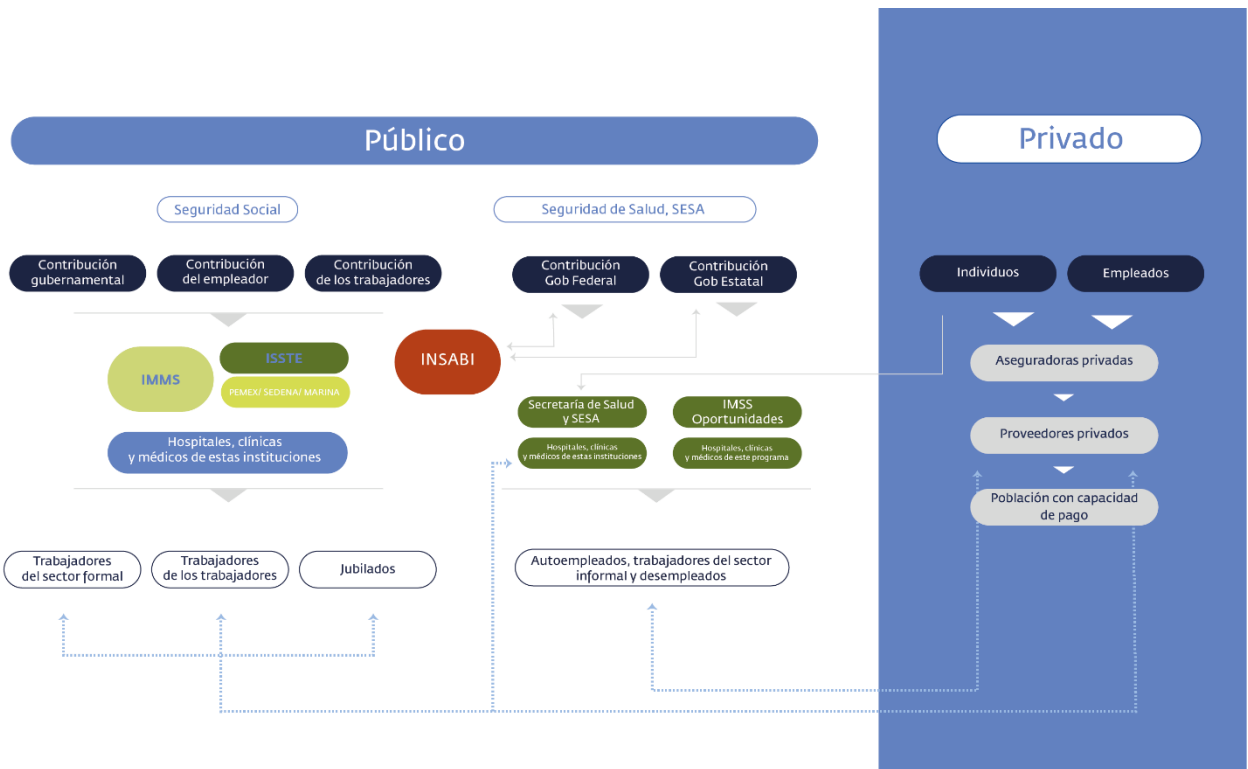 Público
Privado
Seguridad Social
Seguridad de Salud, SESA
Contribución
gubernamental
Contribución
del empleador
Contribución
de los trabajadores
Contribución
Gob Federal
Contribución
Gob Estatal
Individuos
Empleados
IMMS
ISSTE
PEMEX/ SEDENA/ MARINA
INSABI
Aseguradoras privadas
Secretaría de Salud
y SESA
IMSS
Oportunidades
Proveedores privados
Hospitales, clínicas
y médicos de estas instituciones
Hospitales, clínicas
y médicos de estas instituciones
Hospitales, clínicas
y médicos de este programa
Población con capacidad
de pago
Trabajadores
del sector formal
Trabajadores
de los trabajadores
Jubilados
Autoempleados, trabajadores del sector
informal y desempleados